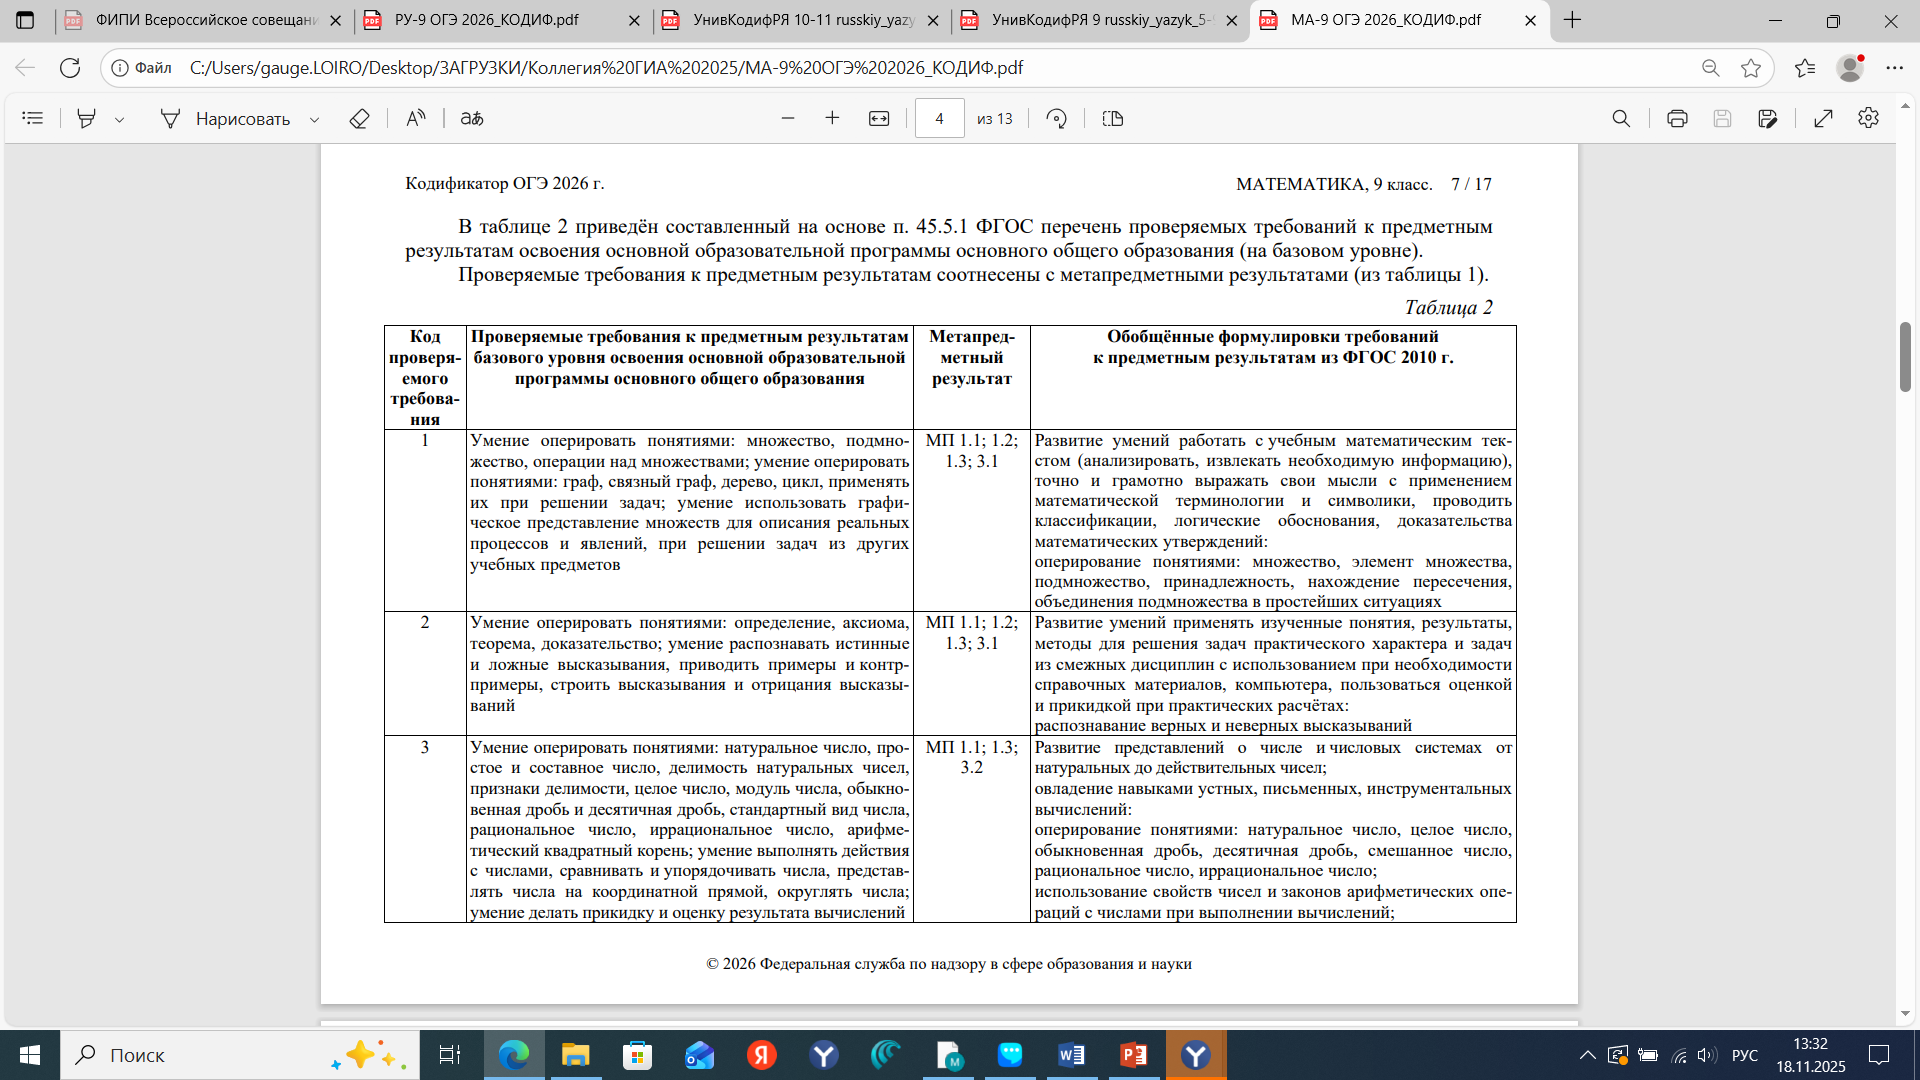 ФИПИ Всероссийское совещани
РУ-9 ОГЭ 2026_КОДИФ.pdf
УнивКодифРЯ 10-11 russkiy_yazy
УнивКодифРЯ 9 russkiy_yazyk_5-
МА-9 ОГЭ 2026_КОДИФ.pdf
Файл
C:/Users/gauge.LOIRO/Desktop/ЗАГРУЗКИ/Коллегия%20ГИА%202025/МА-9%20ОГЭ%202026_КОДИФ.pdf
Нарисовать
4 из 13
Кодификатор ОГЭ 2026 г.
МАТЕМАТИКА, 9 класс. 7 / 17
В таблице 2 приведён составленный на основе п. 45.5.1 ФГОС перечень проверяемых требований к предметным
результатам освоения основной образовательной программы основного общего образования (на базовом уровне).
Проверяемые требования к предметным результатам соотнесены с метапредметными результатами (из таблицы 1).
Таблица 2
Код
проверя-
емого
требова-
ния
Проверяемые требования к предметным результатам
базового уровня освоения основной образовательной
программы основного общего образования
Метапред-
метный
результат
Обобщённые формулировки требований
к предметным результатам из ФГОС 2010 г.
1
Умение оперировать понятиями: множество, подмно-
жество, операции над множествами; умение оперировать
понятиями: граф, связный граф, дерево, цикл, применять
их при решении задач; умение использовать графи-
ческое представление множеств для описания реальных
процессов и явлений, при решении задач из других
учебных предметов
МП 1.1; 1.2;
1.3; 3.1
Развитие умений работать с учебным математическим тек-
стом (анализировать, извлекать необходимую информацию),
точно и грамотно выражать свои мысли с применением
математической терминологии и символики, проводить
классификации, логические обоснования, доказательства
математических утверждений:
оперирование понятиями: множество, элемент множества,
подмножество, принадлежность, нахождение пересечения,
объединения подмножества в простейших ситуациях
2
Умение оперировать понятиями: определение, аксиома,
теорема, доказательство; умение распознавать истинные
и ложные высказывания, приводить примеры и контр-
примеры, строить высказывания и отрицания высказы-
ваний
МП 1.1; 1.2;
1.3; 3.1
Развитие умений применять изученные понятия, результаты,
методы для решения задач практического характера и задач
из смежных дисциплин с использованием при необходимости
справочных материалов, компьютера, пользоваться оценкой
и прикидкой при практических расчётах:
распознавание верных и неверных высказываний
3
Умение оперировать понятиями: натуральное число, про-
стое и составное число, делимость натуральных чисел,
признаки делимости, целое число, модуль числа, обыкно-
венная дробь и десятичная дробь, стандартный вид числа,
рациональное число, иррациональное число, арифме-
тический квадратный корень; умение выполнять действия
с числами, сравнивать и упорядочивать числа, представ-
лять числа на координатной прямой, округлять числа;
умение делать прикидку и оценку результата вычислений
МП 1.1; 1.3;
3.2
Развитие представлений о числе и числовых системах от
натуральных до действительных чисел;
овладение навыками устных, письменных, инструментальных
вычислений:
оперирование понятиями: натуральное число, целое число,
обыкновенная дробь, десятичная дробь, смешанное число,
рациональное число, иррациональное число;
использование свойств чисел и законов арифметических опе-
раций с числами при выполнении вычислений;
© 2026 Федеральная служба по надзору в сфере образования и науки
Поиск
РУС
13:32
18.11.2025